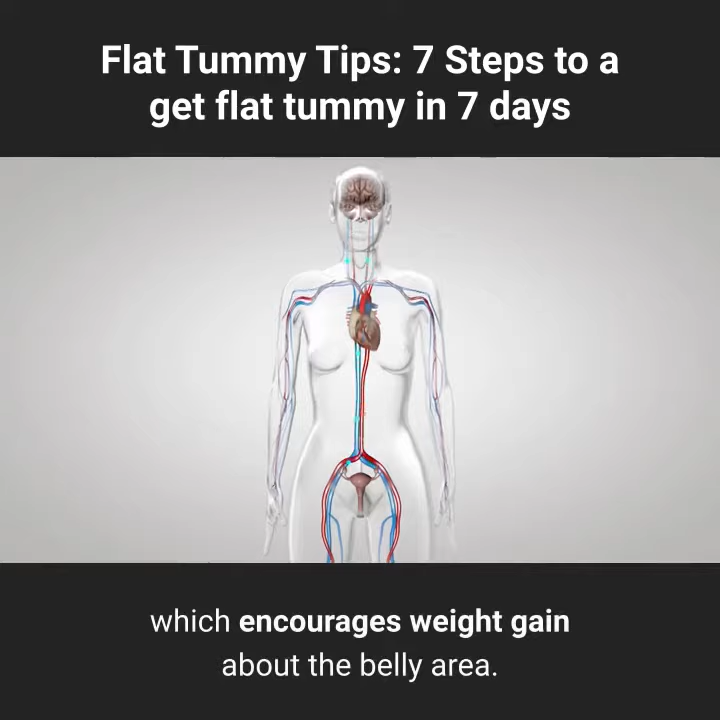 Flat Tummy Tips: 7 Steps to a
get flat tummy in 7 days
which encourages weight gain
about the belly area.